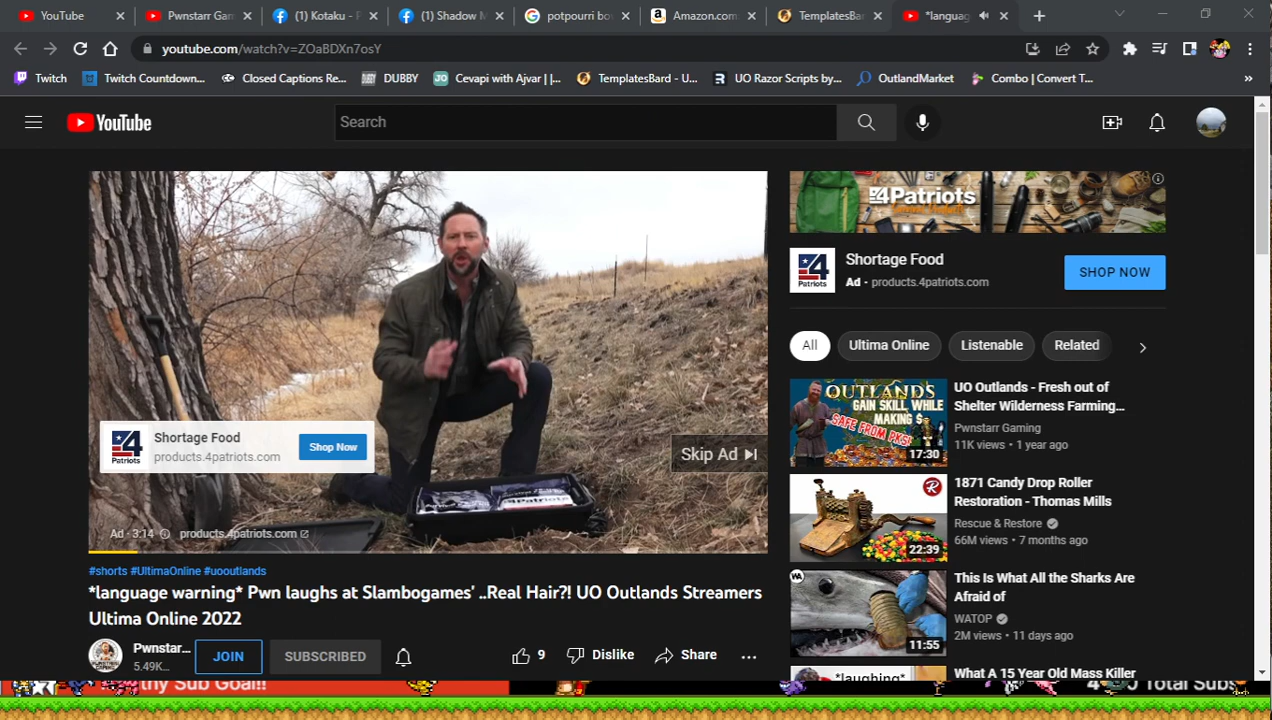 YouTube
Pwnstarr Gam
(1) Kotaku - P
(1) Shadow M
potpourri bo
Amazon.com:
TemplatesBar
*languag
youtube.com/watch?v=ZOaBDXn7osY
Twitch
Twitch Countdown...
Closed Captions Re...
DUBBY
Cevapi with Ajvar |...
TemplatesBard - U...
UO Razor Scripts by...
OutlandMarket
Combo | Convert T...
»
YouTube
Search
4Patriots
Shortage Food
Ad · products.4patriots.com
SHOP NOW
4
Patriots
All
Ultima Online
Listenable
Related
4
Patriots
Shortage Food
products.4patriots.com
Shop Now
Skip Ad
4Patriots
Ad · 3:14
products.4patriots.com
#shorts #UltimaOnline #uooutlands
*language warning* Pwn laughs at Slambogames' ..Real Hair?! UO Outlands Streamers
Ultima Online 2022
Pwnstar...
5.49K...
JOIN
SUBSCRIBED
9
Dislike
Share
OUTLANDS
GAIN SKILL WHILE
MAKING $
SAFE FROM PKS!
17:30
UO Outlands - Fresh out of
Shelter Wilderness Farming...
Pwnstarr Gaming
11K views · 1 year ago
R
22:39
1871 Candy Drop Roller
Restoration - Thomas Mills
Rescue & Restore
66M views · 7 months ago
WA
11:55
This Is What All the Sharks Are
Afraid of
WATOP
2M views · 11 days ago
*laughing*
What A 15 Year Old Mass Killer
thy Sub Goal!!
Total Subs